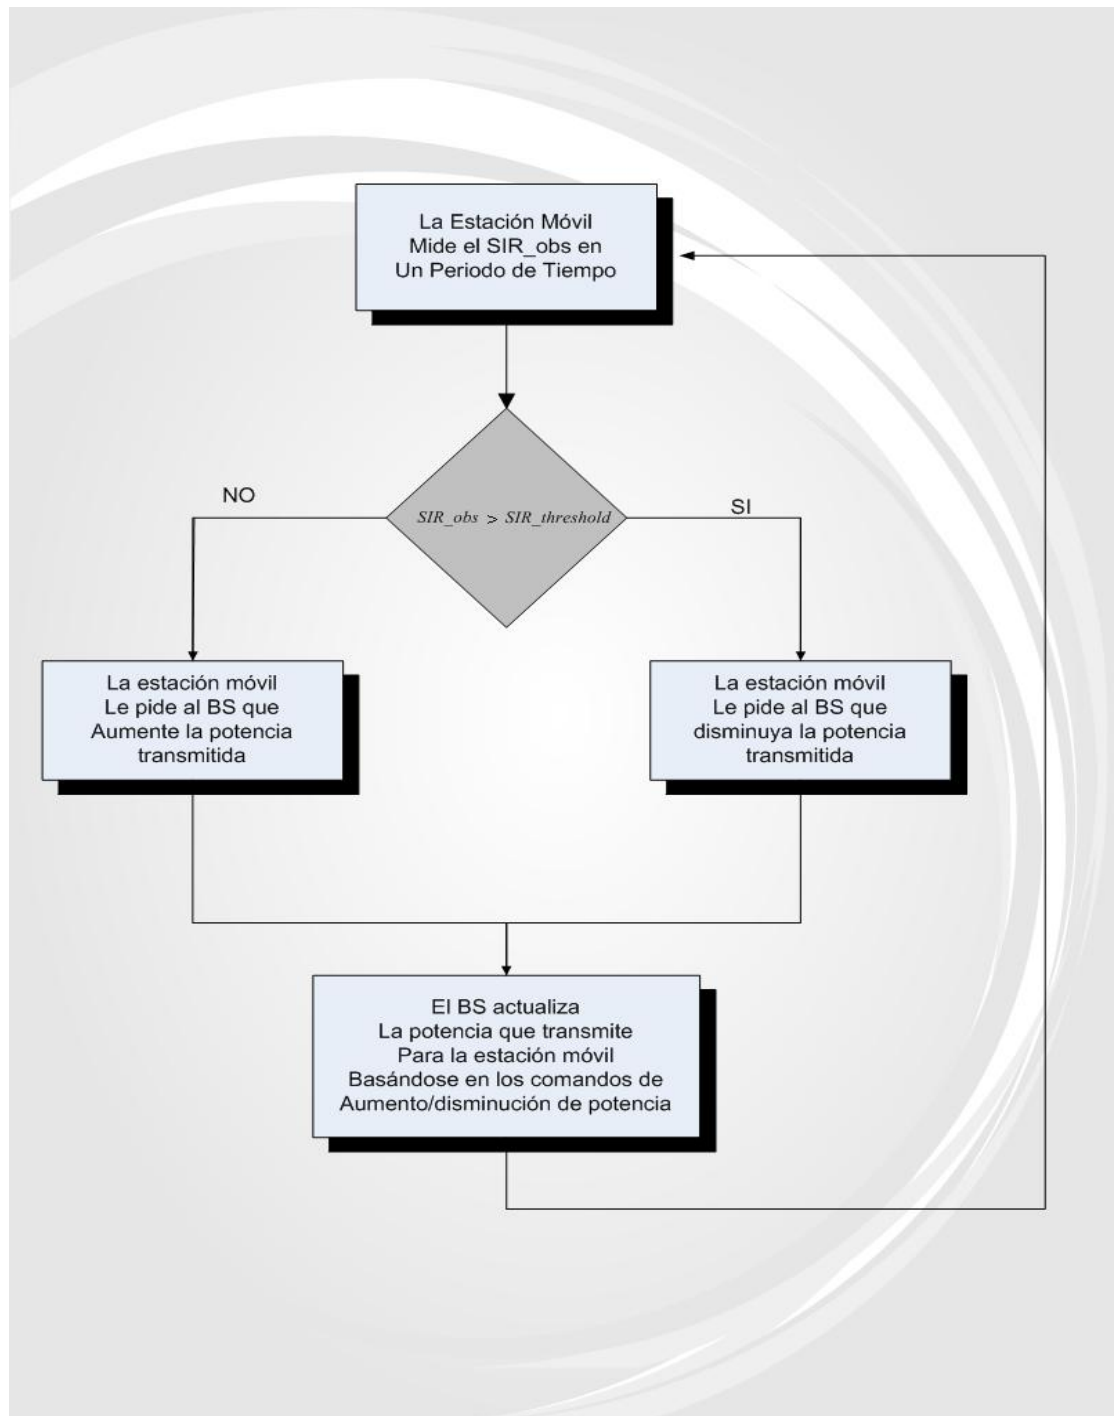 La Estación Móvil
Mide el SIR_obs en
Un Periodo de Tiempo
NO
SIR_obs > SIR_threshold
SI
La estación móvil
Le pide al BS que
Aumente la potencia
transmitida
La estación móvil
Le pide al BS que
disminuya la potencia
transmitida
El BS actualiza
La potencia que transmite
Para la estación móvil
Basándose en los comandos de
Aumento/disminución de potencia